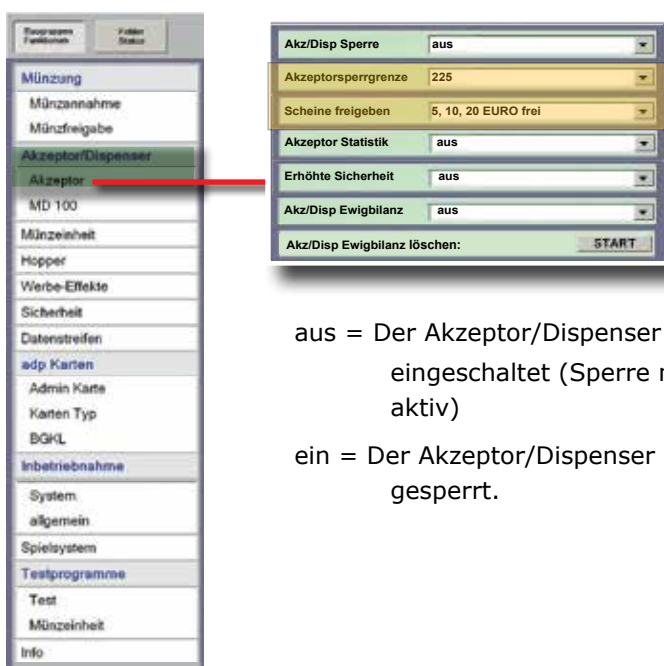 Baugruppen Fehler
Funktionen Status
Münzung
Münzannahme
Münzfreigabe
Akzeptor/Dispenser
Akzeptor
MD 100
Münzeinheit
Hopper
Werbe-Effekte
Sicherheit
Datenstreifen
adp Karten
Admin Karte
Karten Typ
BGKL
Inbetriebnahme
System
allgemein
Spielsystem
Testprogramme
Test
Münzeinheit
Info
Akz/Disp Sperre aus
Akzeptorsperrgrenze 225
Scheine freigeben 5, 10, 20 EURO frei
Akzeptor Statistik aus
Erhöhte Sicherheit aus
Akz/Disp Ewigbilanz aus
Akz/Disp Ewigbilanz löschen: START
aus = Der Akzeptor/Dispenser
eingeschaltet (Sperre
aktiv)
ein = Der Akzeptor/Dispenser
gesperrt.